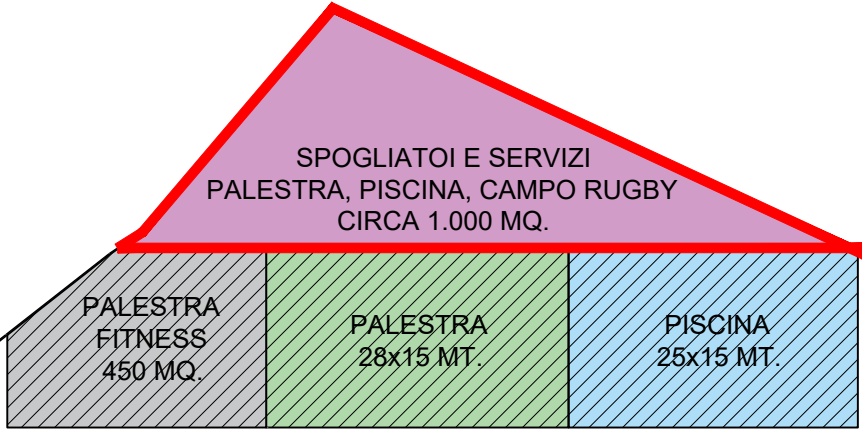 SPOGLIATOI E SERVIZI
PALESTRA, PISCINA, CAMPO RUGBY
CIRCA 1.000 MQ.
PALESTRA
FITNESS
450 MQ.
PALESTRA
28x15 MT.
PISCINA
25x15 MT.